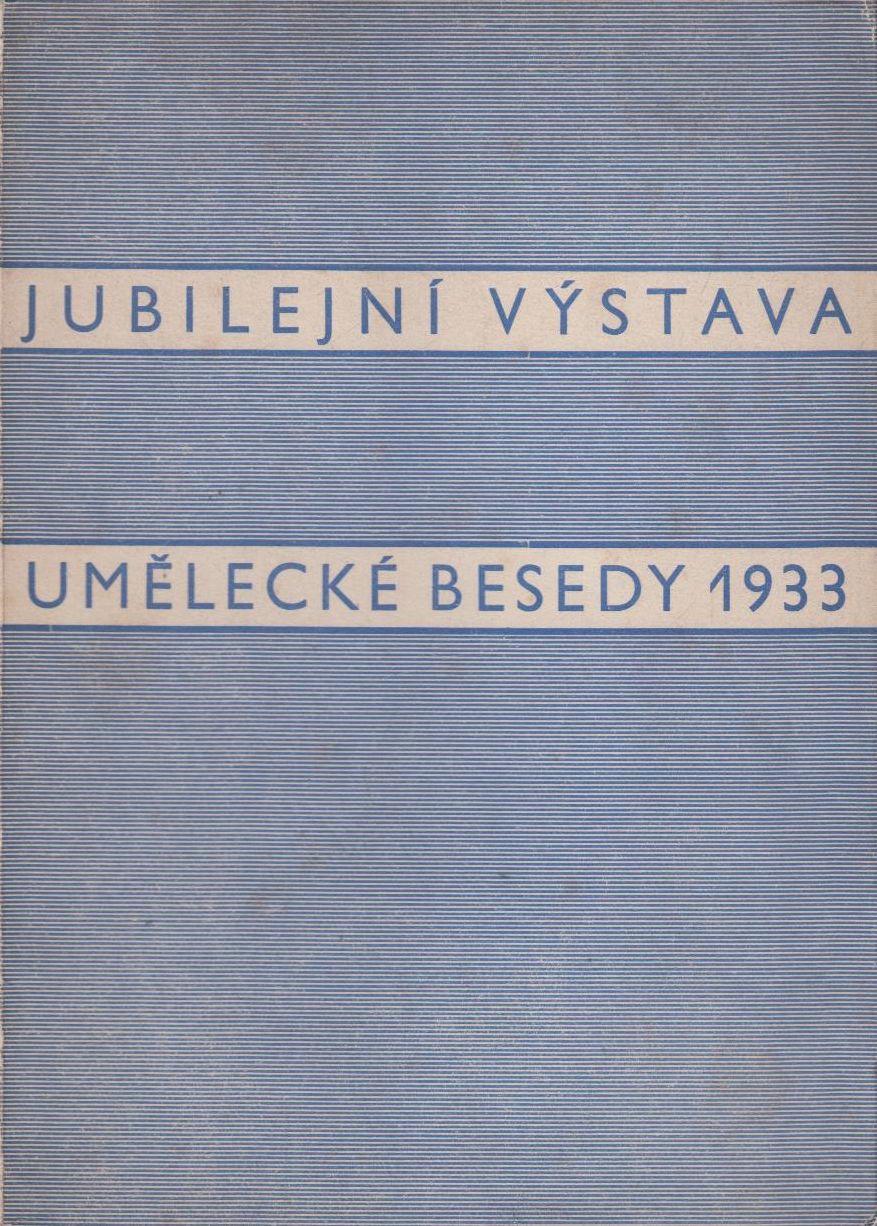 JUBILEJNÍ VÝSTAVA
UMĚLECKÉ BESEDY 1933